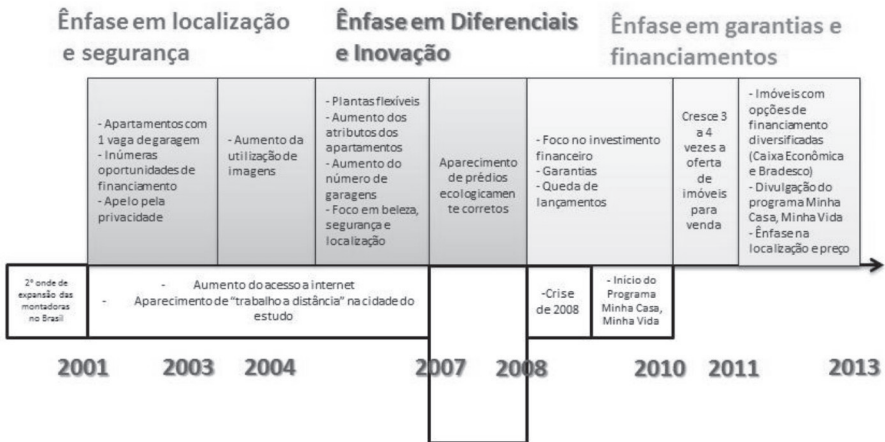 Ênfase em localização
e segurança
Ênfase em Diferenciais
e Inovação
Ênfase em garantias e
financiamentos
- Apartamentos com
1 vaga de garagem
- Inúmeras
oportunidades de
financiamento
- Apelo pela
privacidade
- Aumento da
utilização de
imagens
- Plantas flexíveis
- Aumento dos
atributos dos
apartamentos
- Aumento do
número de
garagens
- Foco em beleza,
segurança e
localização
Aparecimento
de prédios
ecologicamen
te corretos
- Foco no investimento
financeiro
- Garantias
- Queda de
lançamentos
Cresce 3
a 4
vezes a
oferta
de
imóveis
para
venda
- Imóveis com
opções de
financiamento
diversificadas
(Caixa Econômica
e Bradesco)
- Divulgação do
programa Minha
Casa, Minha Vida
- Ênfase na
localização e preço
2ª onde de
expansão das
montadoras
no Brasil
- Aumento do acesso a internet
- Aparecimento de "trabalho a distância" na cidade do
estudo
-Crise
de 2008
- Início do
Programa
Minha Casa,
Minha Vida
2001 2003 2004 2007 2008 2010 2011 2013